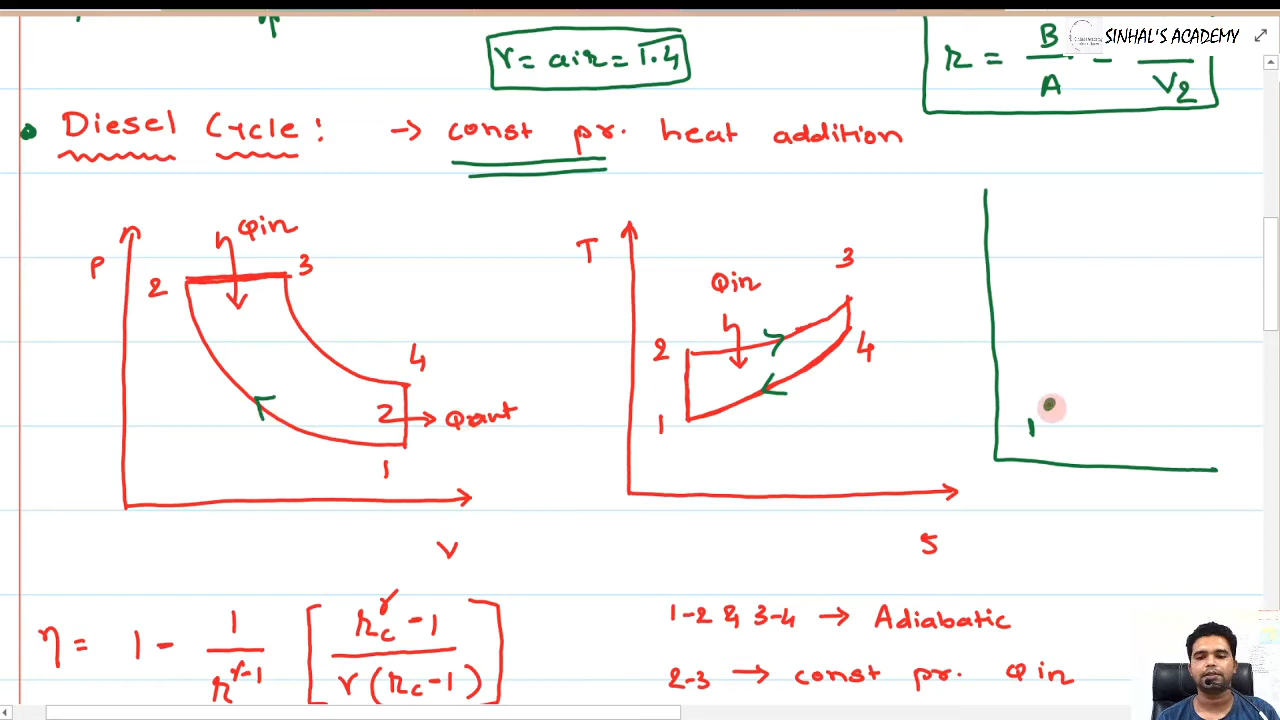 SINHAL'S ACADEMY
γ = air = 1.4
r = B/A = /V2
Diesel Cycle : → const pr. heat addition
P
Qin
2
3
4
2 → Qout
1
V
T
Qin
3
2
4
1
S
1
η = 1 - 1/r^γ-1 [ rc^γ - 1 / γ(rc - 1) ]
1-2 & 3-4 → Adiabatic
2-3 → const pr. Qin